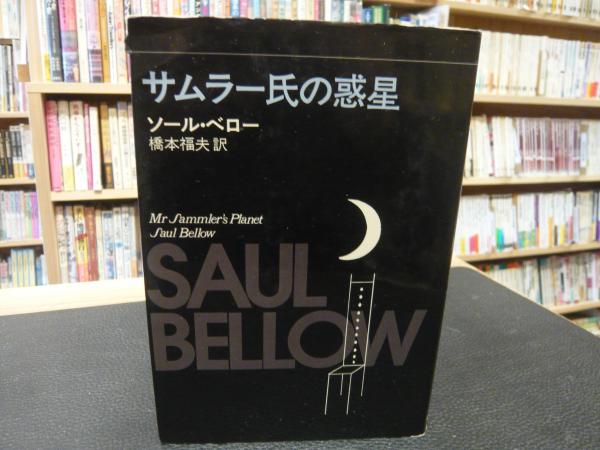 サムラー氏の惑星
ソール・ベロー
橋本福夫 訳
Mr Sammler's Planet
Saul Bellow
SAUL
BELLOW